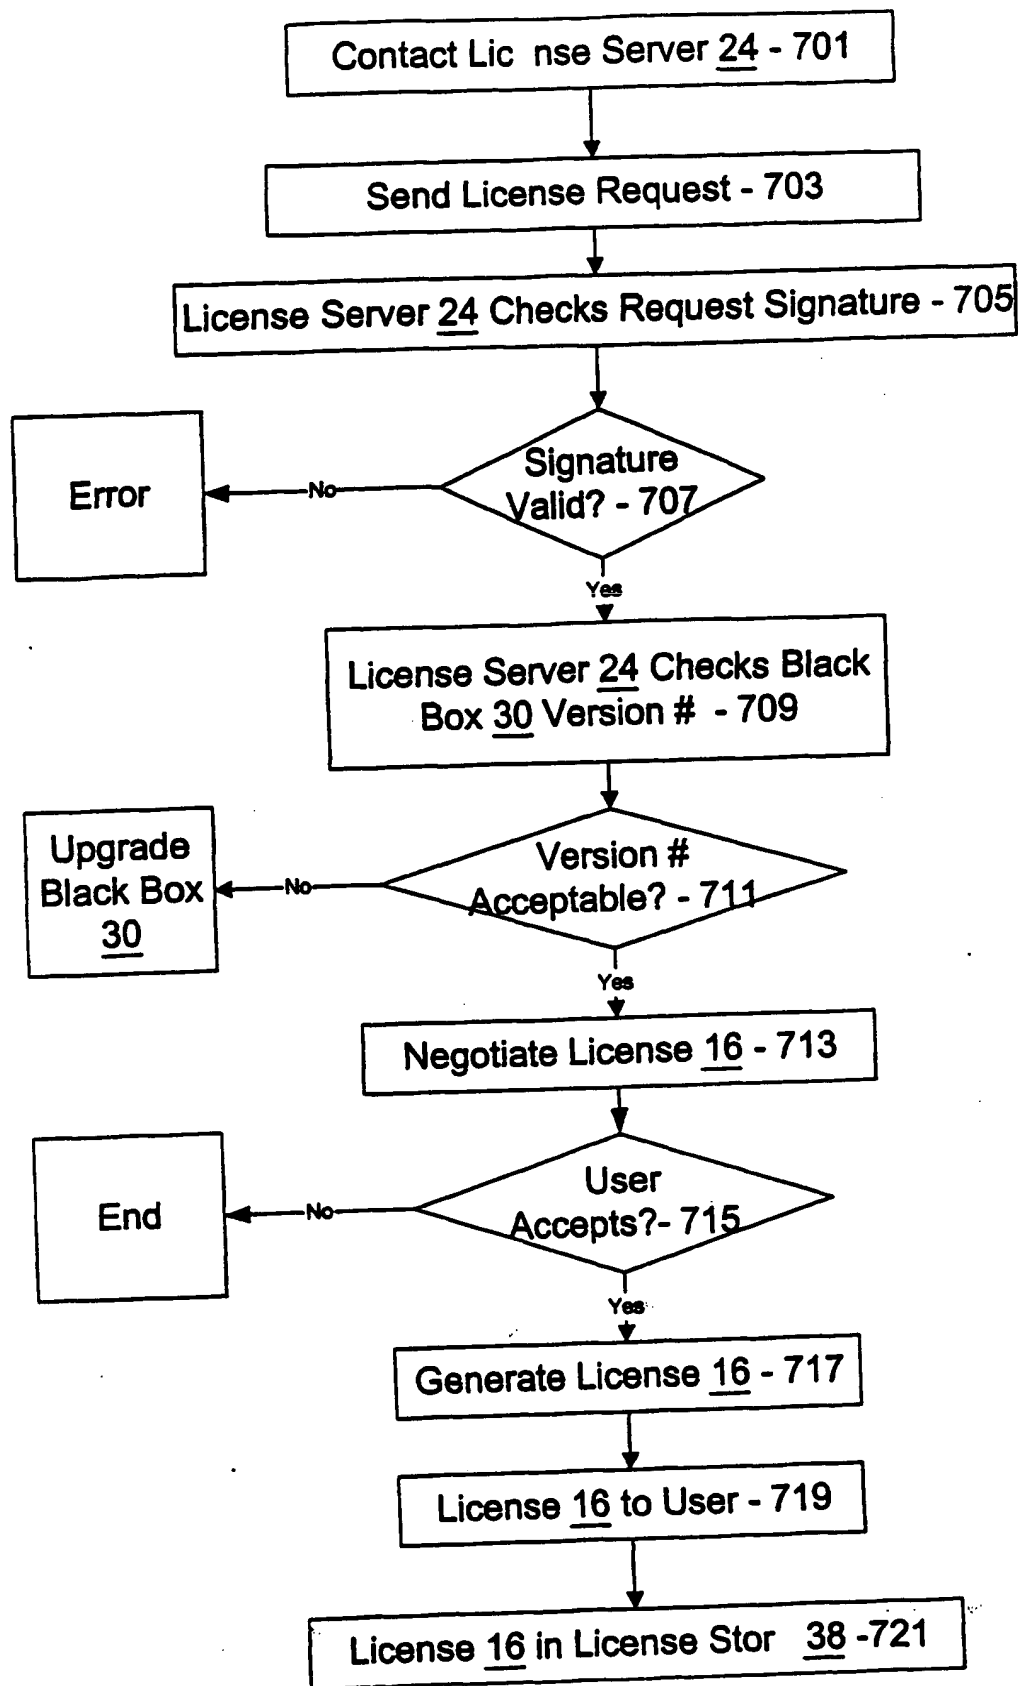 Contact Lic nse Server 24 - 701
Send License Request - 703
License Server 24 Checks Request Signature - 705
Signature
Valid? - 707
No
Error
Yes
License Server 24 Checks Black
Box 30 Version # - 709
Version #
Acceptable? - 711
No
Upgrade
Black Box
30
Yes
Negotiate License 16 - 713
User
Accepts?- 715
No
End
Yes
Generate License 16 - 717
License 16 to User - 719
License 16 in License Stor 38 -721